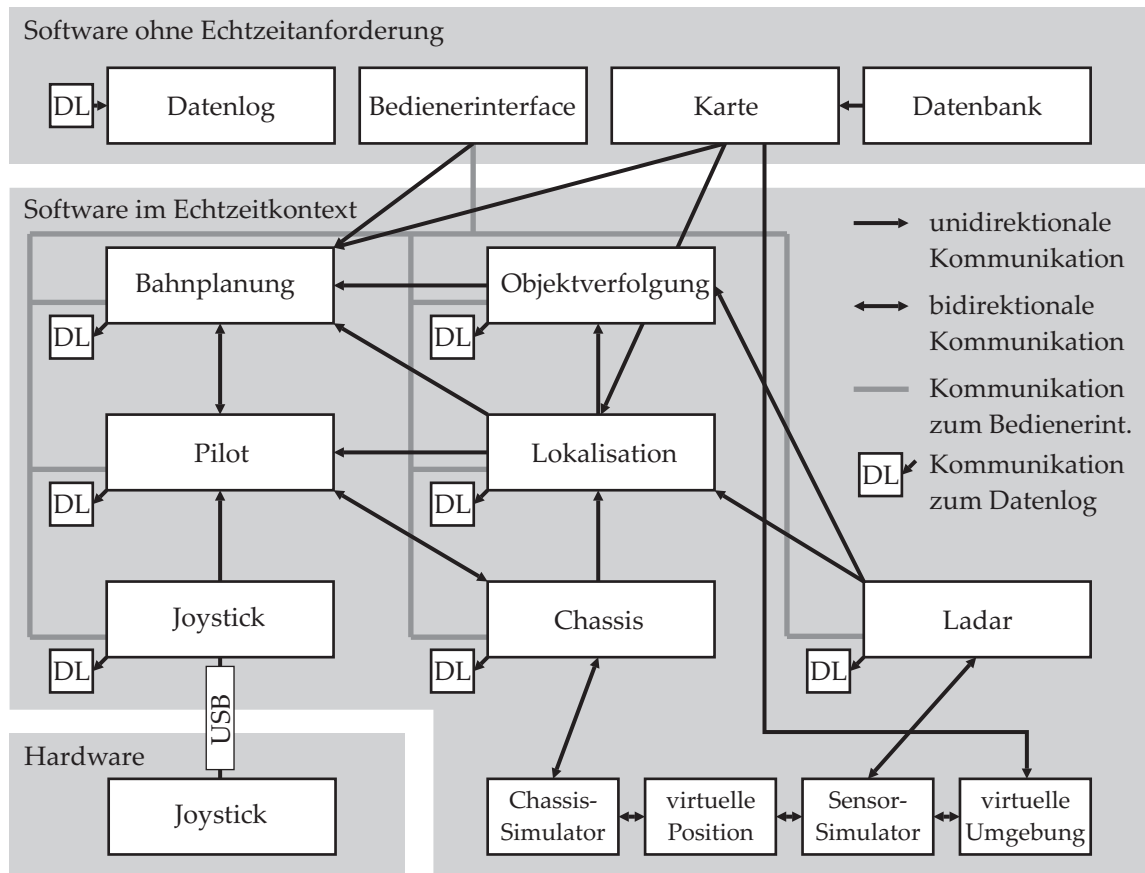 Software ohne Echtzeitanforderung
DL
Datenlog
Bedienerinterface
Karte
Datenbank
Software im Echtzeitkontext
unidirektionale
Kommunikation
bidirektionale
Kommunikation
Kommunikation
zum Bedienerint.
DL
Kommunikation
zum Datenlog
Bahnplanung
DL
Objektverfolgung
DL
Pilot
DL
Lokalisation
DL
Joystick
DL
Chassis
DL
Ladar
DL
USB
Hardware
Joystick
Chassis-
Simulator
virtuelle
Position
Sensor-
Simulator
virtuelle
Umgebung